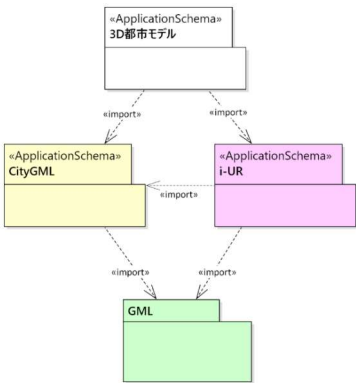 «ApplicationSchema»
3D都市モデル
«import»
«import»
«ApplicationSchema»
CityGML
«ApplicationSchema»
i-UR
«import»
«import»
«import»
GML